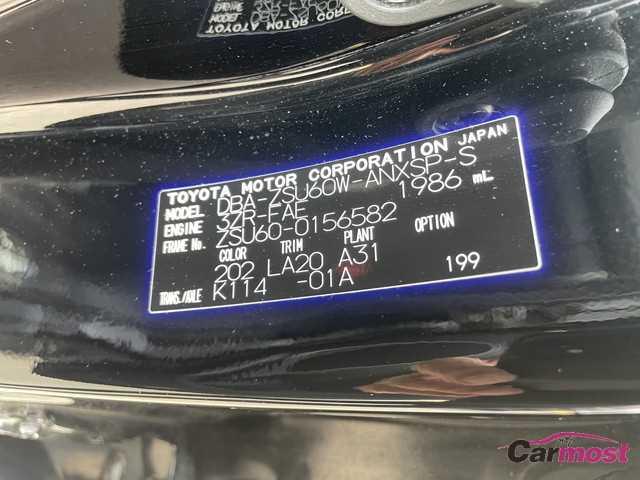 TOYOTA MOTOR CORPORATION JAPAN
MODEL DBA-ZSU60W-ANXSP-S
ENGINE 3ZR-FAE 1986 mL
FRAME No. ZSU60-0156582
COLOR TRIM PLANT OPTION
202 LA20 A31
TRANS./AXLE K114 -01A 199
Carmost